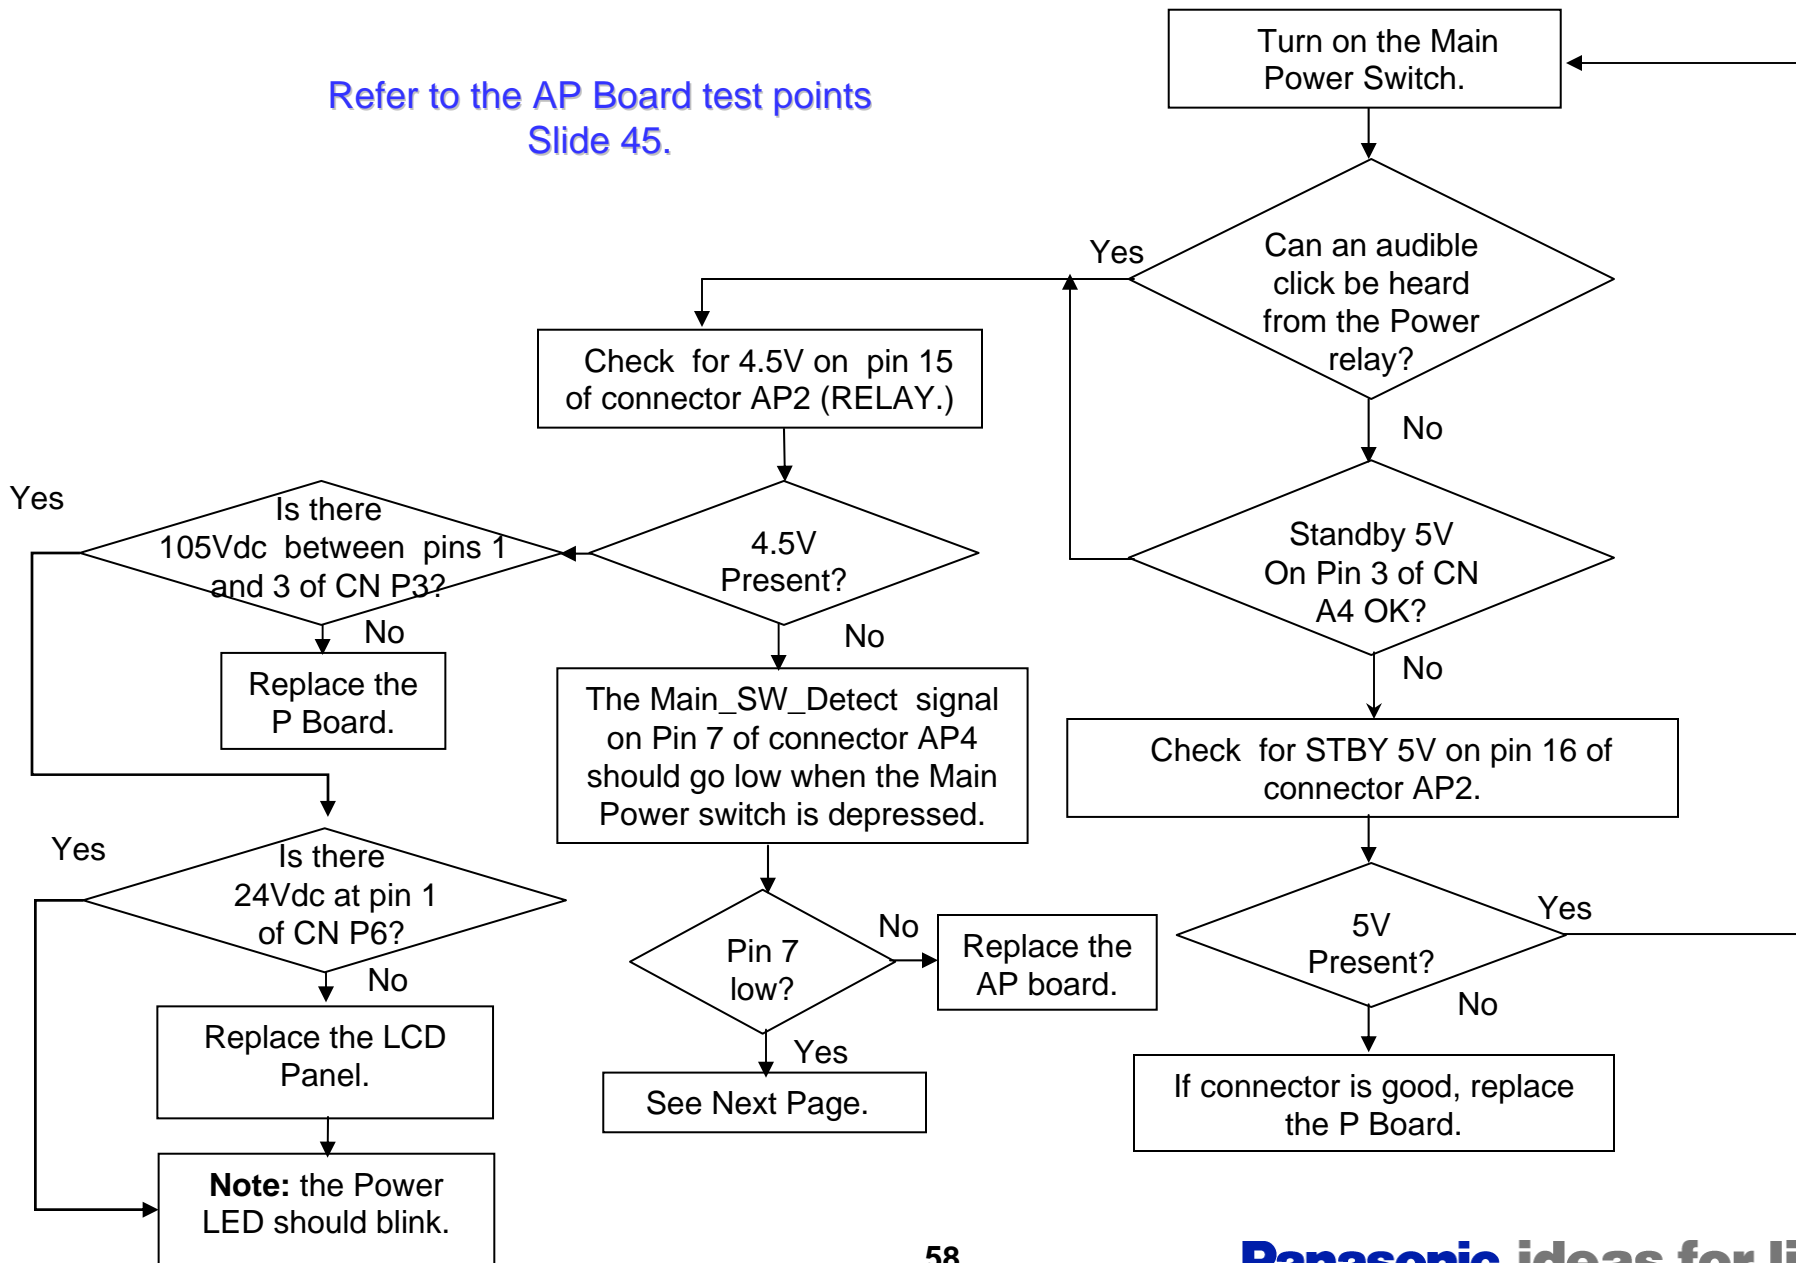 Refer to the AP Board test points
Slide 45.
Turn on the Main
Power Switch.
Can an audible
click be heard
from the Power
relay?
Yes
No
Check for 4.5V on pin 15
of connector AP2 (RELAY.)
Standby 5V
On Pin 3 of CN
A4 OK?
No
4.5V
Present?
No
Yes
Is there
105Vdc between pins 1
and 3 of CN P3?
No
Replace the
P Board.
The Main_SW_Detect signal
on Pin 7 of connector AP4
should go low when the Main
Power switch is depressed.
Check for STBY 5V on pin 16 of
connector AP2.
Yes
Is there
24Vdc at pin 1
of CN P6?
No
Pin 7
low?
No
Replace the
AP board.
Yes
See Next Page.
5V
Present?
Yes
No
If connector is good, replace
the P Board.
Replace the LCD
Panel.
Note: the Power
LED should blink.
58
Panasonic ideas for li